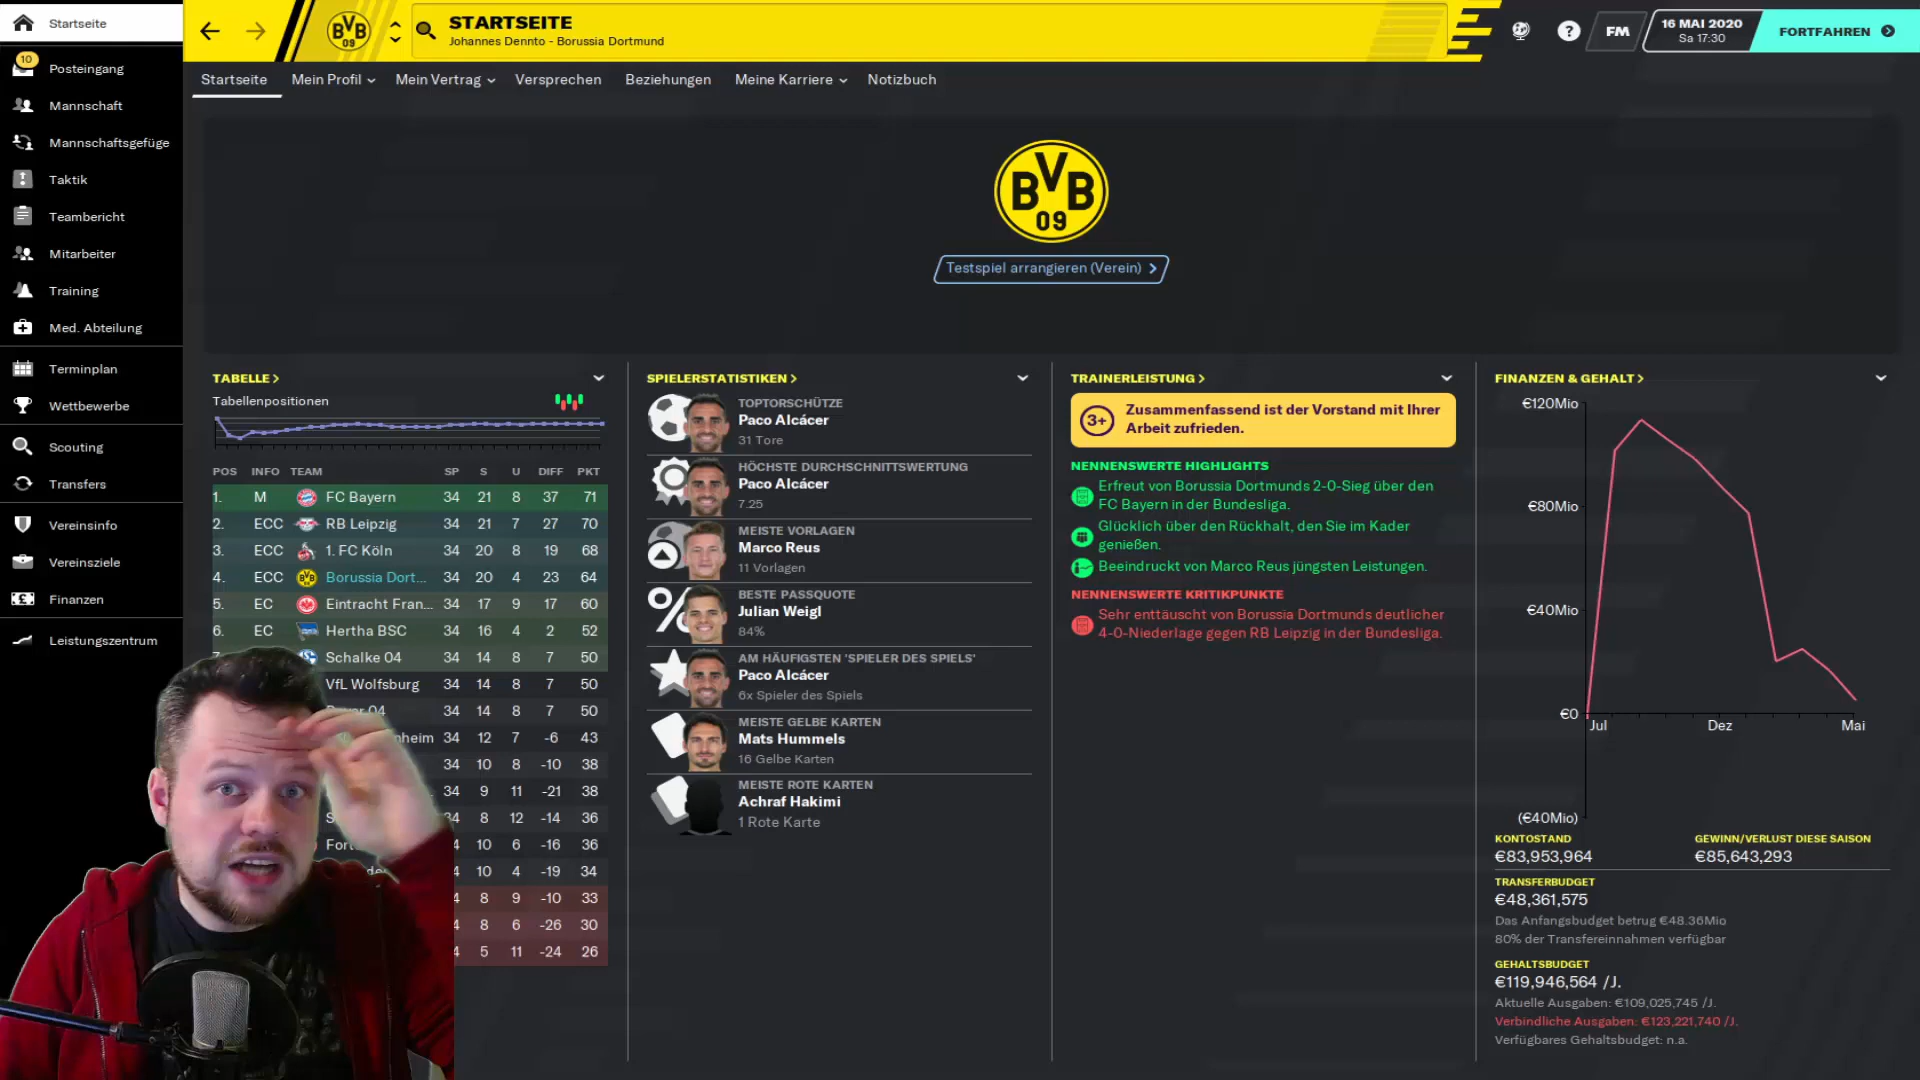 Startseite
10
Posteingang
Mannschaft
Mannschaftsgefüge
Taktik
Teambericht
Mitarbeiter
Training
Med. Abteilung
Terminplan
Wettbewerbe
Scouting
Transfers
Vereinsinfo
Vereinsziele
Finanzen
Leistungszentrum
BVB 09
STARTSEITE
Johannes Dennto - Borussia Dortmund
?
FM
16 MAI 2020
Sa 17:30
FORTFAHREN
Startseite Mein Profil Mein Vertrag Versprechen Beziehungen Meine Karriere Notizbuch
BVB 09
Testspiel arrangieren (Verein)
TABELLE
Tabellenpositionen
POS INFO TEAM SP S U DIFF PKT
1. M FC Bayern 34 21 8 37 71
2. ECC RB Leipzig 34 21 7 27 70
3. ECC 1. FC Köln 34 20 8 19 68
4. ECC Borussia Dort... 34 20 4 23 64
5. EC Eintracht Fran... 34 17 9 17 60
6. EC Hertha BSC 34 16 4 2 52
Schalke 04 34 14 8 7 50
VfL Wolfsburg 34 14 8 7 50
04 34 14 8 7 50
nheim 34 12 7 -6 43
34 10 8 -10 38
34 9 11 -21 38
34 8 12 -14 36
Fort 34 10 6 -16 36
4 10 4 -19 34
4 8 9 -10 33
4 8 6 -26 30
4 5 11 -24 26
SPIELERSTATISTIKEN
TOPTORSCHÜTZE
Paco Alcácer
31 Tore
HÖCHSTE DURCHSCHNITTSWERTUNG
Paco Alcácer
7.25
MEISTE VORLAGEN
Marco Reus
11 Vorlagen
BESTE PASSQUOTE
Julian Weigl
84%
AM HÄUFIGSTEN 'SPIELER DES SPIELS'
Paco Alcácer
6x Spieler des Spiels
MEISTE GELBE KARTEN
Mats Hummels
16 Gelbe Karten
MEISTE ROTE KARTEN
Achraf Hakimi
1 Rote Karte
TRAINERLEISTUNG
3+
Zusammenfassend ist der Vorstand mit Ihrer
Arbeit zufrieden.
NENNENSWERTE HIGHLIGHTS
Erfreut von Borussia Dortmunds 2-0-Sieg über den
FC Bayern in der Bundesliga.
Glücklich über den Rückhalt, den Sie im Kader
genießen.
Beeindruckt von Marco Reus jüngsten Leistungen.
NENNENSWERTE KRITIKPUNKTE
Sehr enttäuscht von Borussia Dortmunds deutlicher
4-0-Niederlage gegen RB Leipzig in der Bundesliga.
FINANZEN & GEHALT
€120Mio
€80Mio
€40Mio
€0
Jul Dez Mai
(€40Mio)
KONTOSTAND
€83,953,964
GEWINN/VERLUST DIESE SAISON
€85,643,293
TRANSFERBUDGET
€48,361,575
Das Anfangsbudget betrug €48.36Mio
80% der Transfereinnahmen verfügbar
GEHALTSBUDGET
€119,946,564 /J.
Aktuelle Ausgaben: €109,025,745 /J.
Verbindliche Ausgaben: €123,221,740 /J.
Verfügbares Gehaltsbudget: n.a.